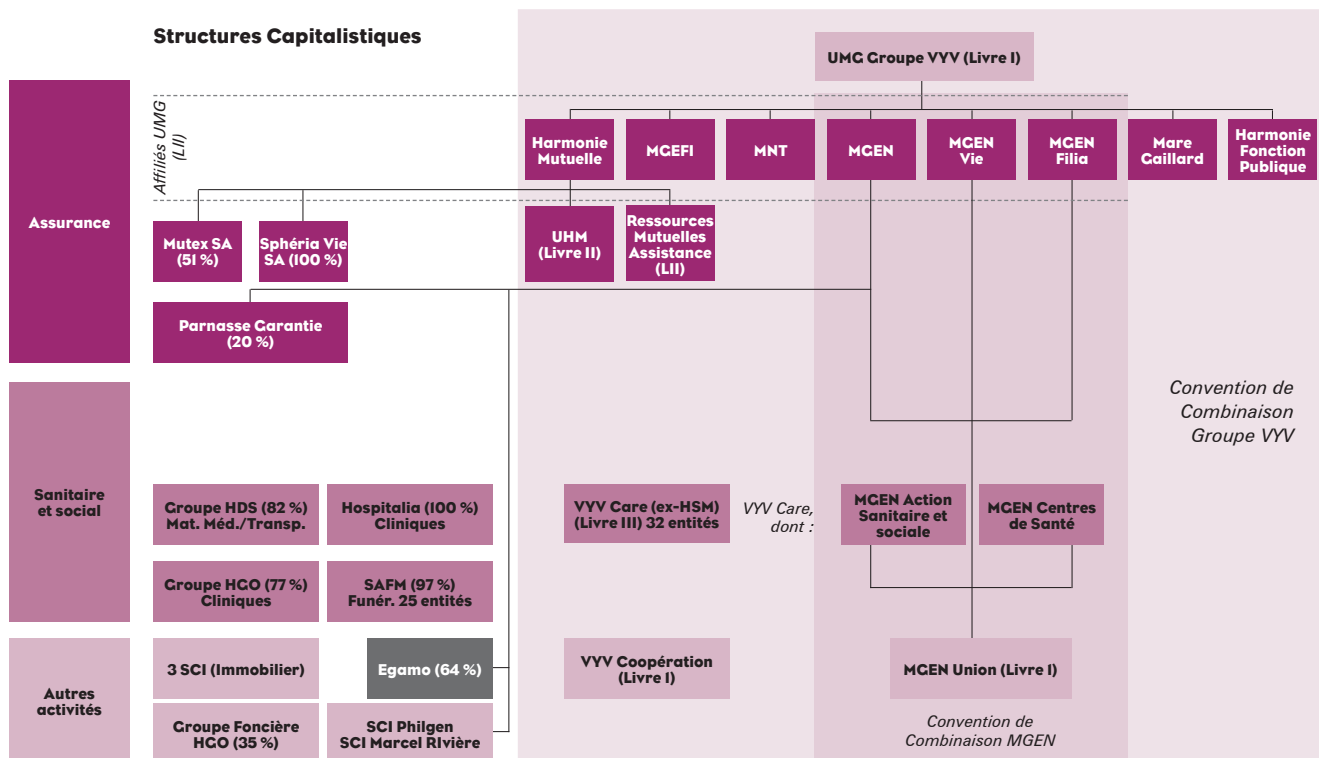 Structures Capitalistiques
UMG Groupe VYV (Livre I)
Assurance
Affiliés UMG
(LII)
Harmonie
Mutuelle
MGEFI
MNT
MGEN
MGEN
Vie
MGEN
Filia
Mare
Gaillard
Harmonie
Fonction
Publique
Mutex SA
(51 %)
Sphéria Vie
SA (100 %)
UHM
(Livre II)
Ressources
Mutuelles
Assistance
(LII)
Parnasse Garantie
(20 %)
Convention de
Combinaison
Groupe VYV
Sanitaire
et social
Groupe HDS (82 %)
Mat. Méd./Transp.
Hospitalia (100 %)
Cliniques
VYV Care (ex-HSM)
(Livre III) 32 entités
VYV Care,
dont :
MGEN Action
Sanitaire et
sociale
MGEN Centres
de Santé
Groupe HGO (77 %)
Cliniques
SAFM (97 %)
Funér. 25 entités
Autres
activités
3 SCI (Immobilier)
Egamo (64 %)
VYV Coopération
(Livre I)
MGEN Union (Livre I)
Groupe Foncière
HGO (35 %)
SCI Philgen
SCI Marcel RIvière
Convention de
Combinaison MGEN